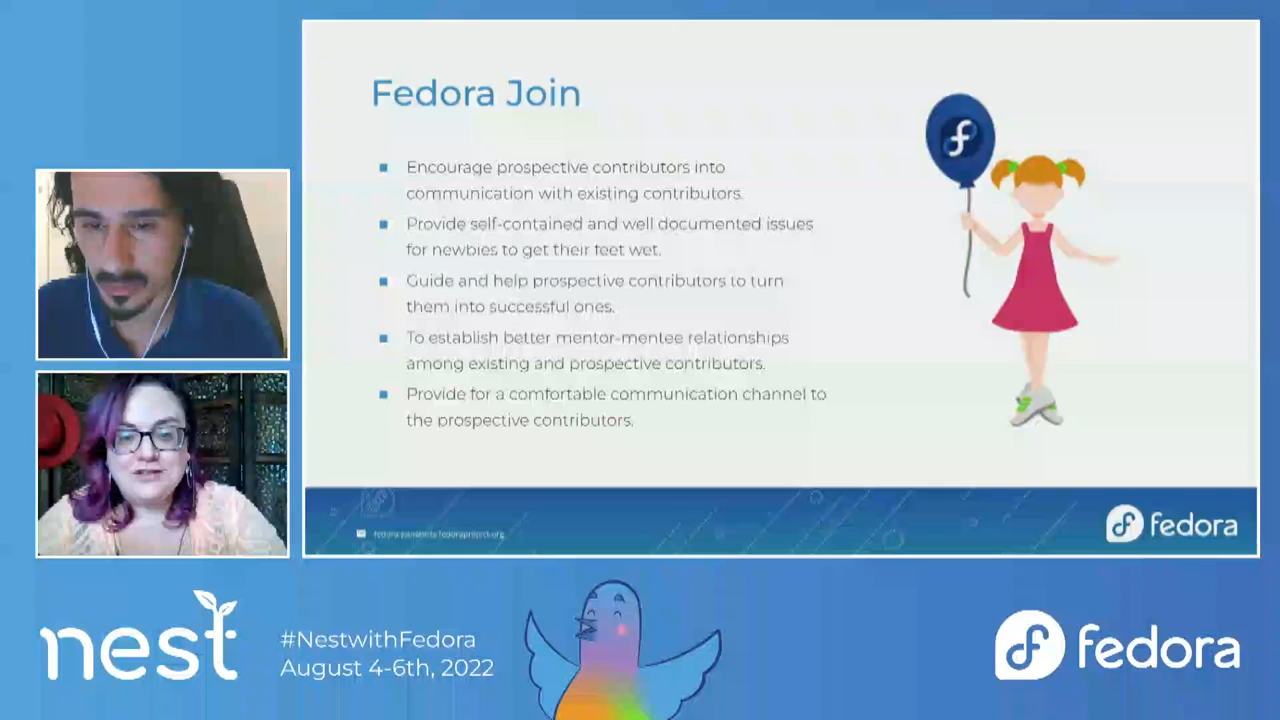 Fedora Join
Encourage prospective contributors into
communication with existing contributors.
Provide self-contained and well documented issues
for newbies to get their feet wet.
Guide and help prospective contributors to turn
them into successful ones.
To establish better mentor-mentee relationships
among existing and prospective contributors.
Provide for a comfortable communication channel to
the prospective contributors.
fedora
nest
#NestwithFedora
August 4-6th, 2022
fedora